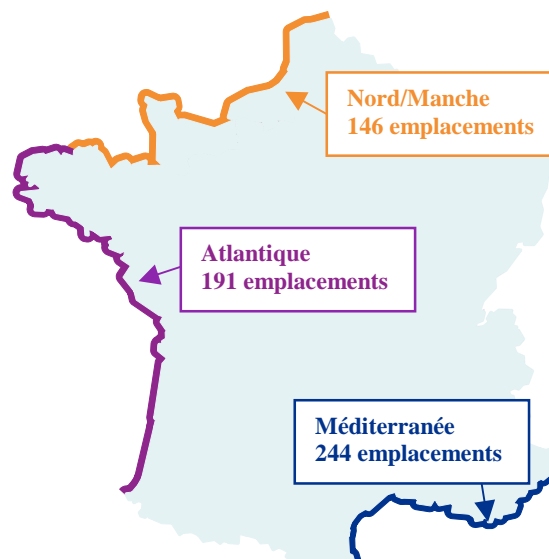 Nord/Manche
146 emplacements
Atlantique
191 emplacements
Méditerranée
244 emplacements